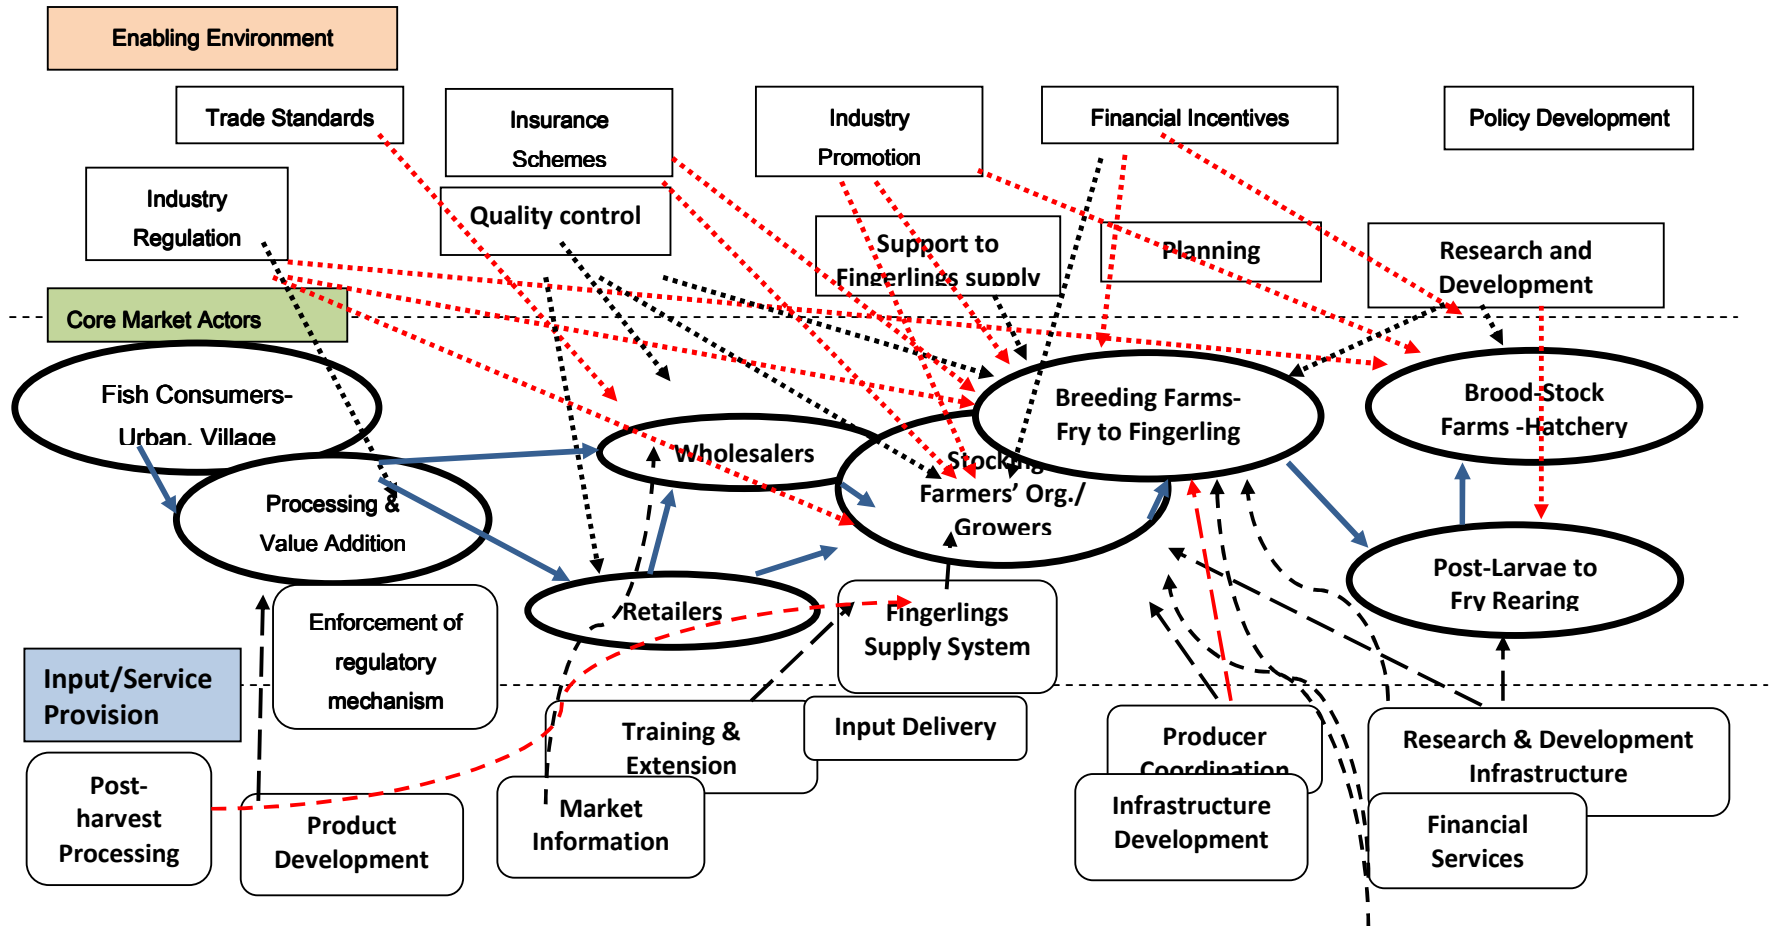 Enabling Environment
Trade Standards
Insurance
Schemes
Industry
Promotion
Financial Incentives
Policy Development
Industry
Regulation
Quality control
Support to
Fingerlings supply
Planning
Research and
Development
Core Market Actors
Fish Consumers-
Urban, Village
Processing &
Value Addition
Wholesalers
Retailers
Stocking
Farmers' Org./
Growers
Breeding Farms-
Fry to Fingerling
Brood-Stock
Farms -Hatchery
Post-Larvae to
Fry Rearing
Enforcement of
regulatory
mechanism
Fingerlings
Supply System
Input/Service
Provision
Post-
harvest
Processing
Product
Development
Training &
Extension
Market
Information
Input Delivery
Producer
Coordination
Infrastructure
Development
Research & Development
Infrastructure
Financial
Services